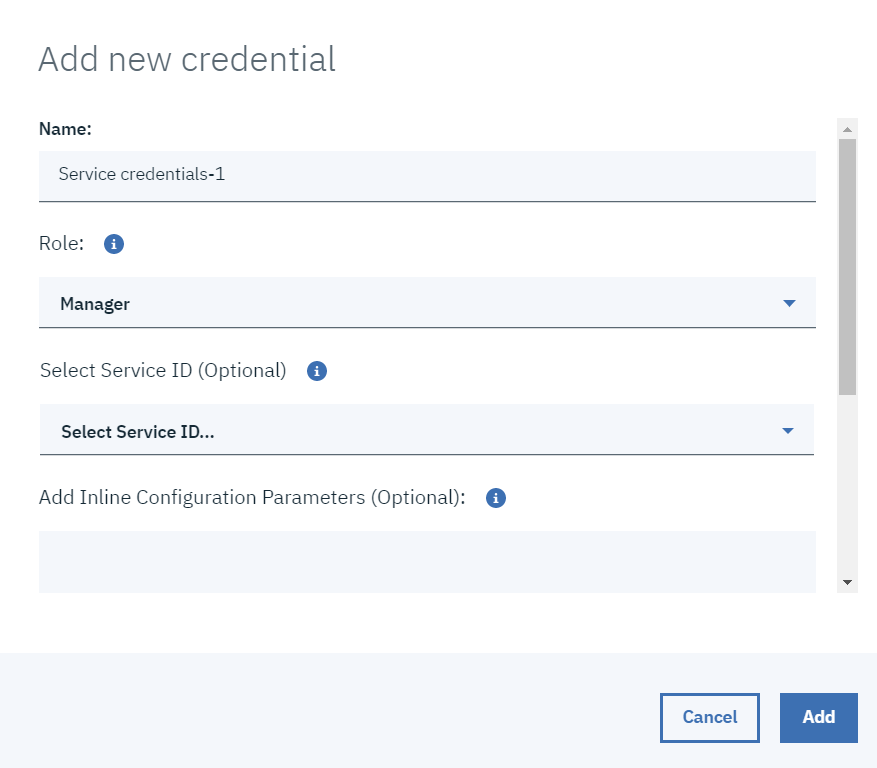 Add new credential
Name:
Service credentials-1
Role:
Manager
Select Service ID (Optional)
Select Service ID...
Add Inline Configuration Parameters (Optional):
Cancel
Add